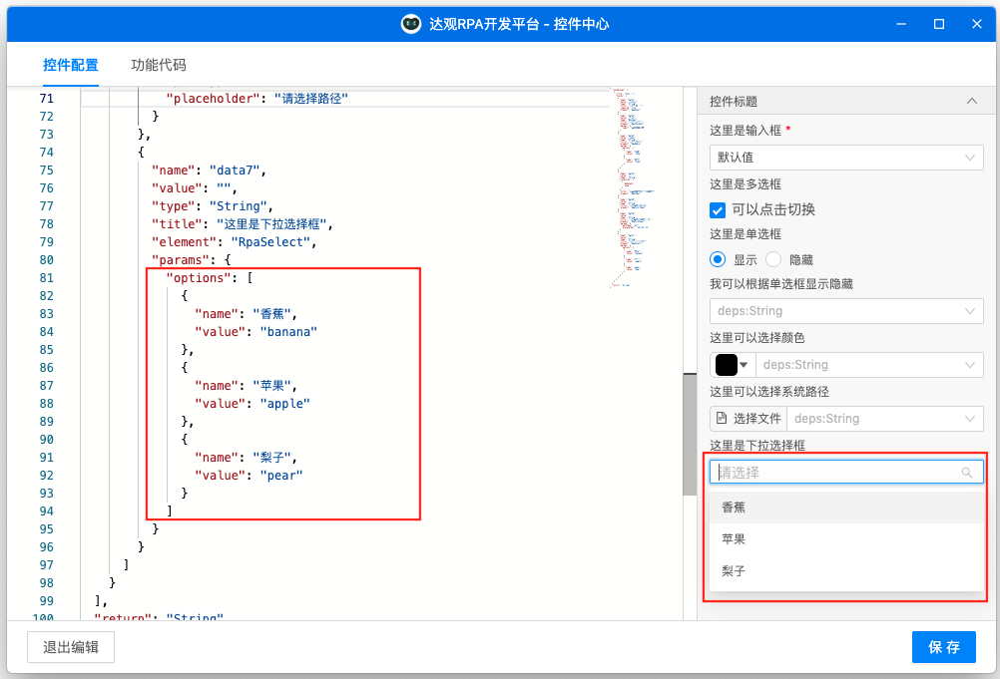 达观RPA开发平台 - 控件中心
控件配置
功能代码
71 "placeholder": "请选择路径"
72 }
73 },
74 {
75 "name": "data7",
76 "value": "",
77 "type": "String",
78 "title": "这里是下拉选择框",
79 "element": "RpaSelect",
80 "params": {
81 "options": [
82 {
83 "name": "香蕉",
84 "value": "banana"
85 },
86 {
87 "name": "苹果",
88 "value": "apple"
89 },
90 {
91 "name": "梨子",
92 "value": "pear"
93 }
94 ]
95 }
96 }
97 ]
98 }
99 ],
100 "return": "String"
控件标题
这里是输入框 *
默认值
这里是多选框
可以点击切换
这里是单选框
显示 隐藏
我可以根据单选框显示隐藏
deps:String
这里可以选择颜色
deps:String
这里可以选择系统路径
选择文件 deps:String
这里是下拉选择框
请选择
香蕉
苹果
梨子
退出编辑
保存